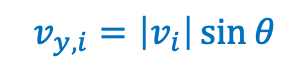 v_{y,i} = |v_i| sin θ